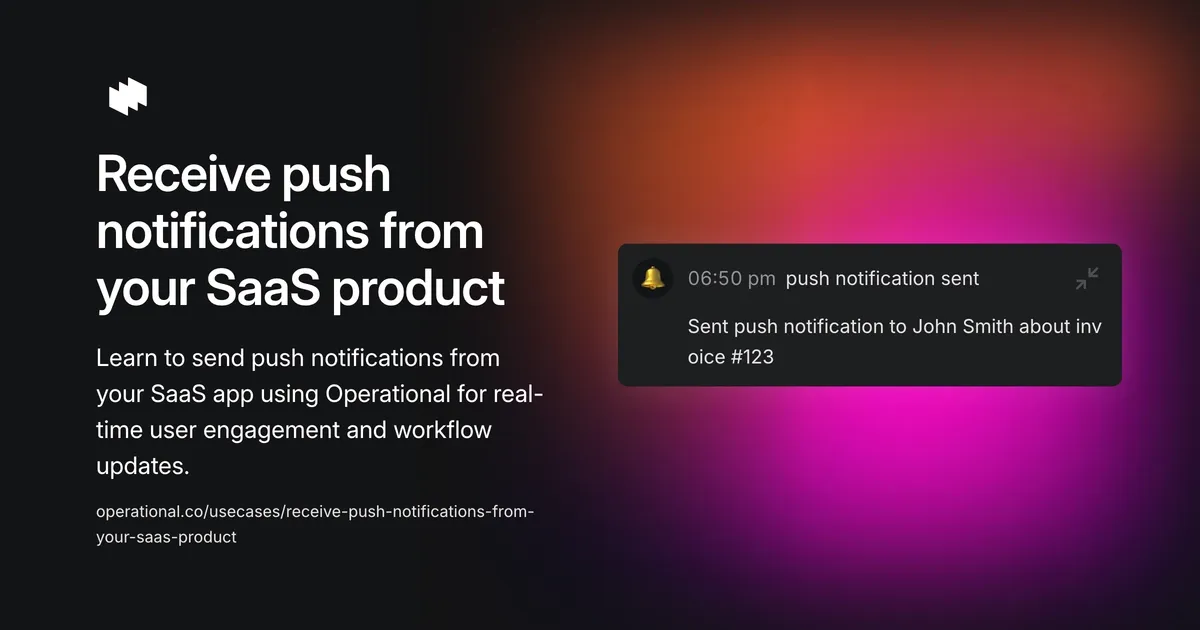 Receive push
notifications from
your SaaS product
Learn to send push notifications from
your SaaS app using Operational for real-
time user engagement and workflow
updates.
operational.co/usecases/receive-push-notifications-from-
your-saas-product
06:50 pm push notification sent
Sent push notification to John Smith about inv
oice #123